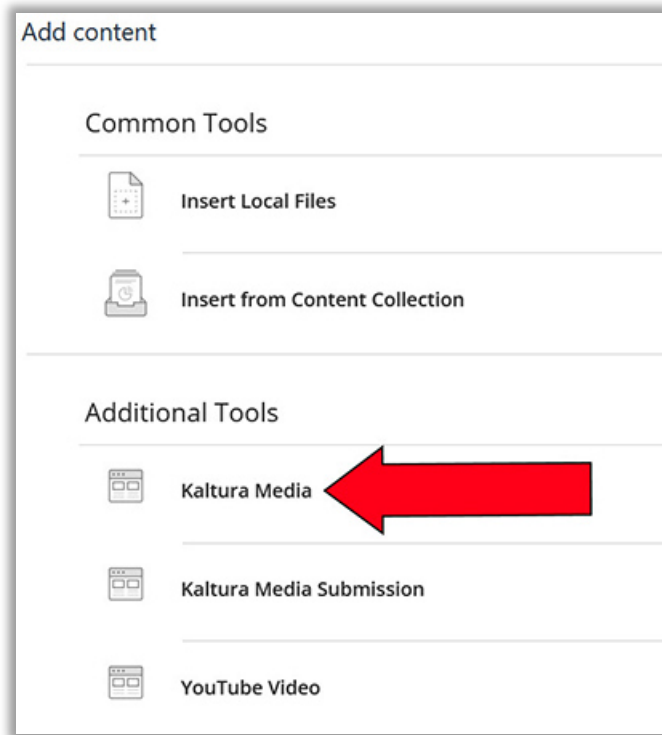 Add content
Common Tools
Insert Local Files
Insert from Content Collection
Additional Tools
Kaltura Media
Kaltura Media Submission
YouTube Video